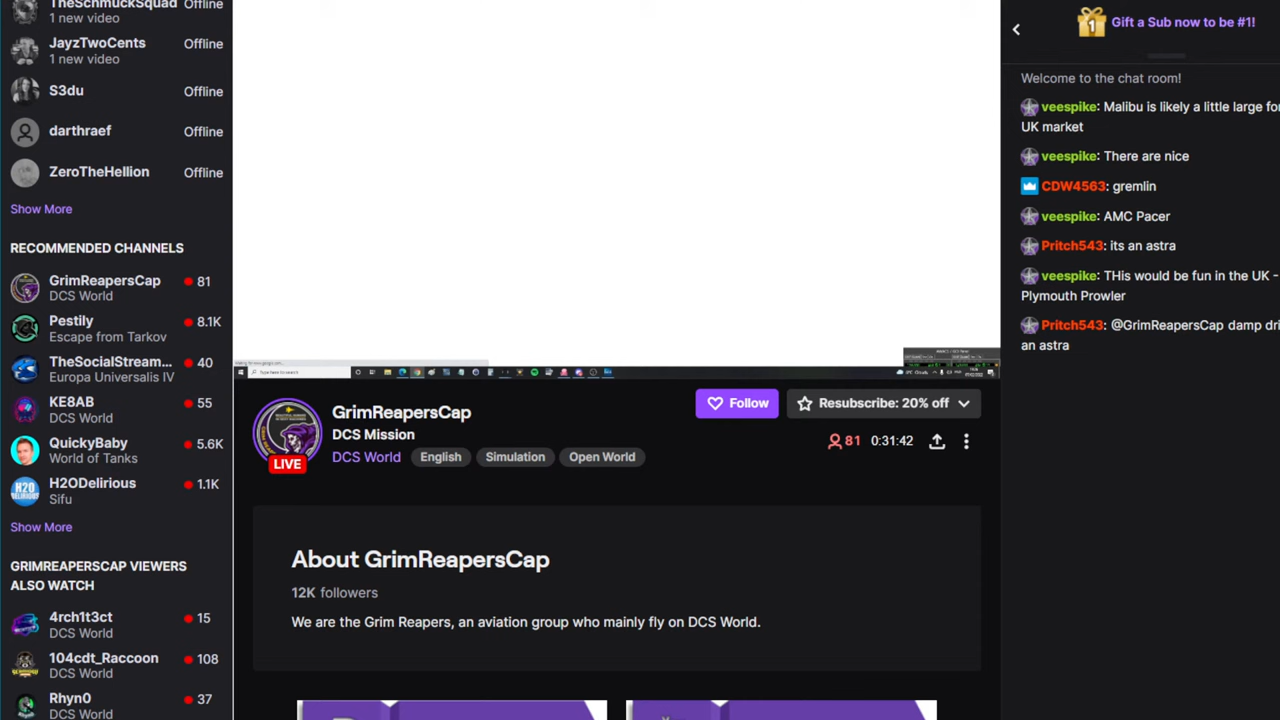 TheSchmuckSquad
Offline
1 new video
JayzTwoCents
Offline
1 new video
S3du
Offline
darthraef
Offline
ZeroTheHellion
Offline
Show More
RECOMMENDED CHANNELS
GrimReapersCap
81
DCS World
Pestily
8.1K
Escape from Tarkov
TheSocialStream...
40
Europa Universalis IV
KE8AB
55
DCS World
QuickyBaby
5.6K
World of Tanks
H2ODelirious
1.1K
Sifu
Show More
GRIMREAPERSCAP VIEWERS
ALSO WATCH
4rch1t3ct
15
DCS World
104cdt_Raccoon
108
DCS World
Rhyn0
37
DCS World
Type here to search
GrimReapersCap
DCS Mission
DCS World
English
Simulation
Open World
LIVE
Follow
Resubscribe: 20% off
81
0:31:42
About GrimReapersCap
12K followers
We are the Grim Reapers, an aviation group who mainly fly on DCS World.
1
Gift a Sub now to be #1!
Welcome to the chat room!
veespike: Malibu is likely a little large for
UK market
veespike: There are nice
CDW4563: gremlin
veespike: AMC Pacer
Pritch543: its an astra
veespike: THis would be fun in the UK -
Plymouth Prowler
Pritch543: @GrimReapersCap damp dri
an astra